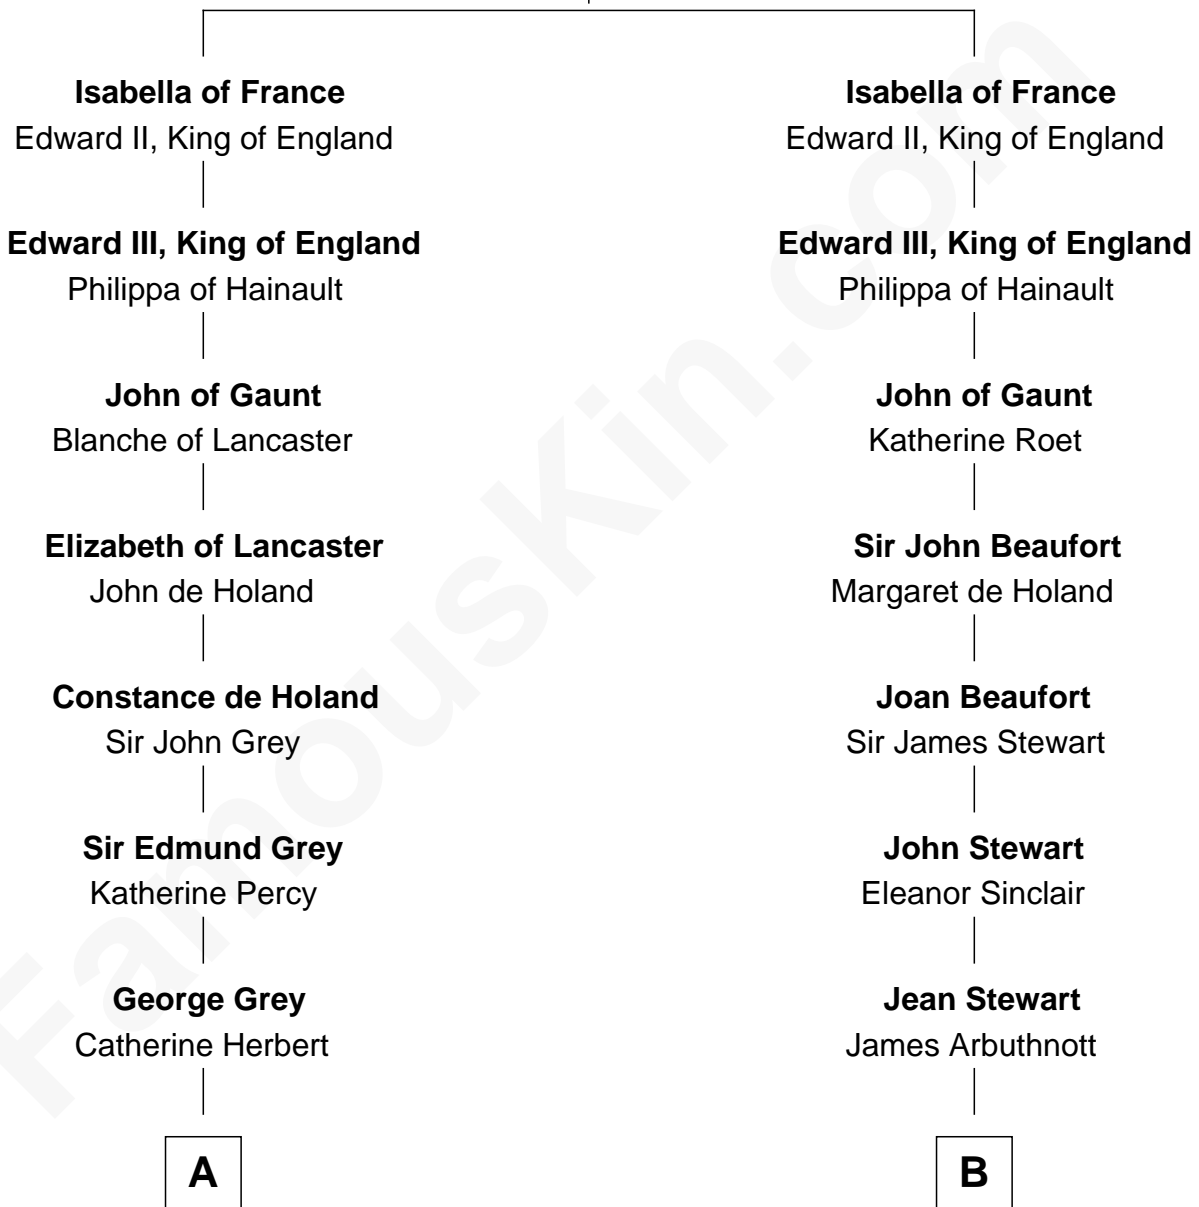 Isabella of France
Edward II, King of England
Edward III, King of England
Philippa of Hainault
John of Gaunt
Blanche of Lancaster
Elizabeth of Lancaster
John de Holand
Constance de Holand
Sir John Grey
Sir Edmund Grey
Katherine Percy
George Grey
Catherine Herbert
A
Isabella of France
Edward II, King of England
Edward III, King of England
Philippa of Hainault
John of Gaunt
Katherine Roet
Sir John Beaufort
Margaret de Holand
Joan Beaufort
Sir James Stewart
John Stewart
Eleanor Sinclair
Jean Stewart
James Arbuthnott
B
FamousKin.com